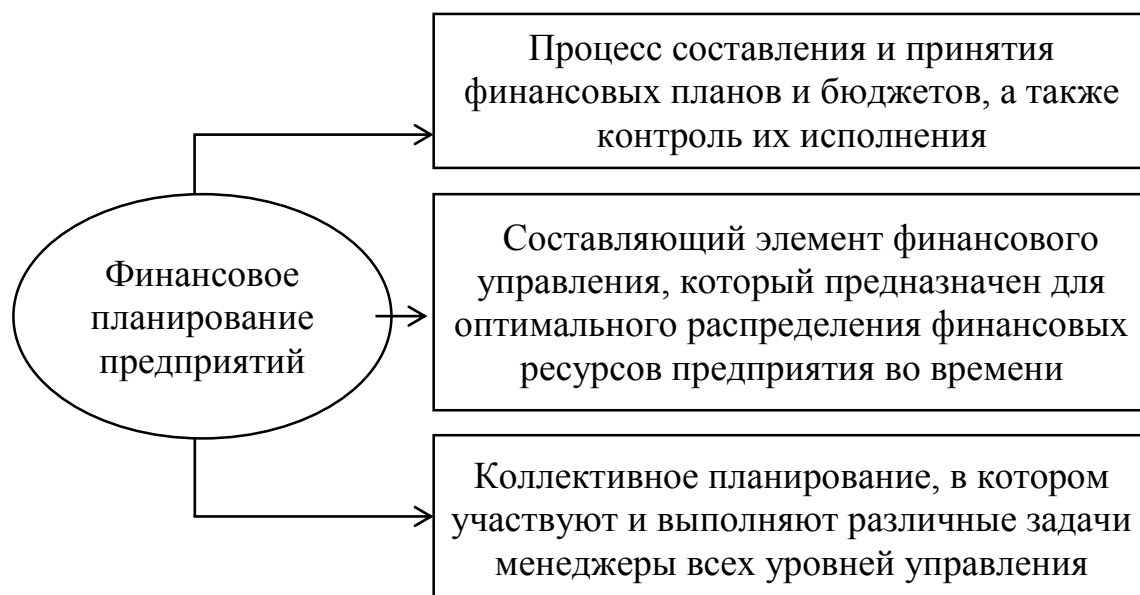 Процесс составления и принятия
финансовых планов и бюджетов, а также
контроль их исполнения
Финансовое
планирование
предприятий
Составляющий элемент финансового
управления, который предназначен для
оптимального распределения финансовых
ресурсов предприятия во времени
Коллективное планирование, в котором
участвуют и выполняют различные задачи
менеджеры всех уровней управления